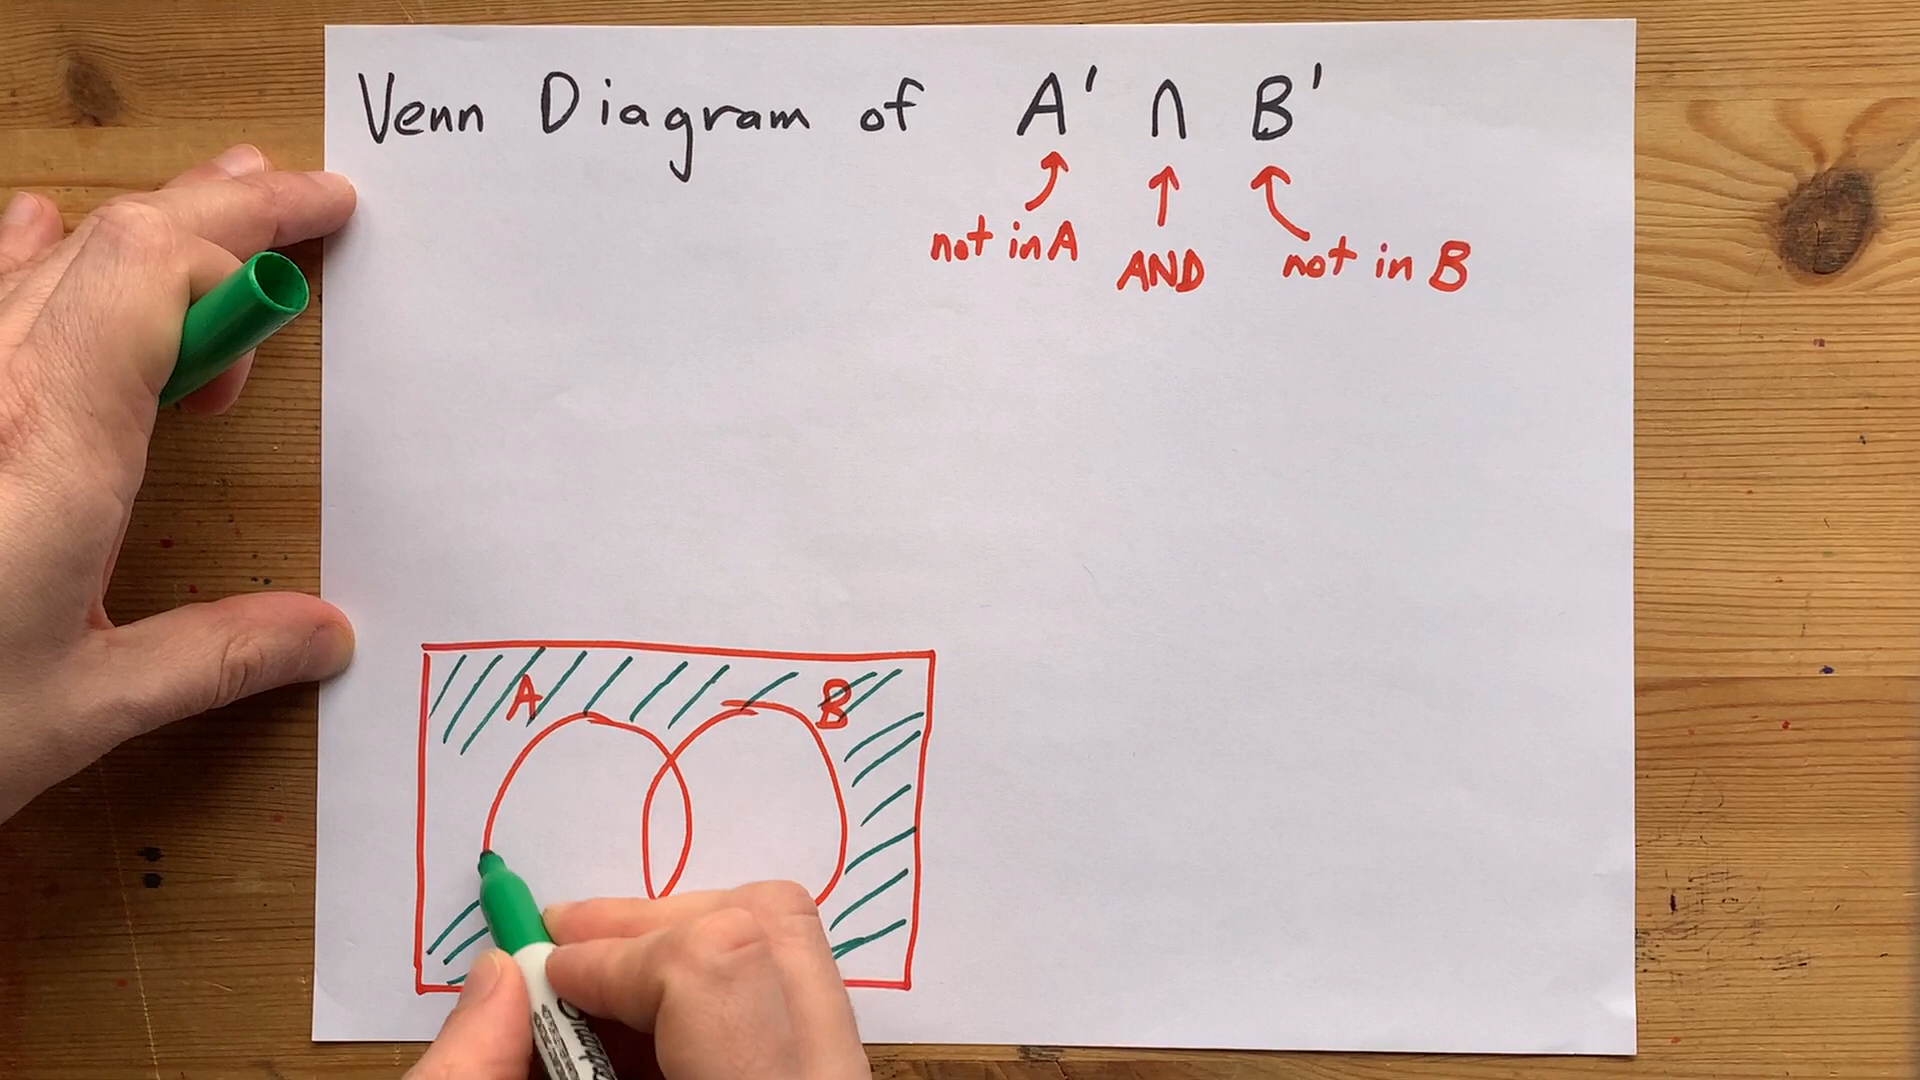 Venn Diagram of A' ∩ B'
not in A AND not in B
A B